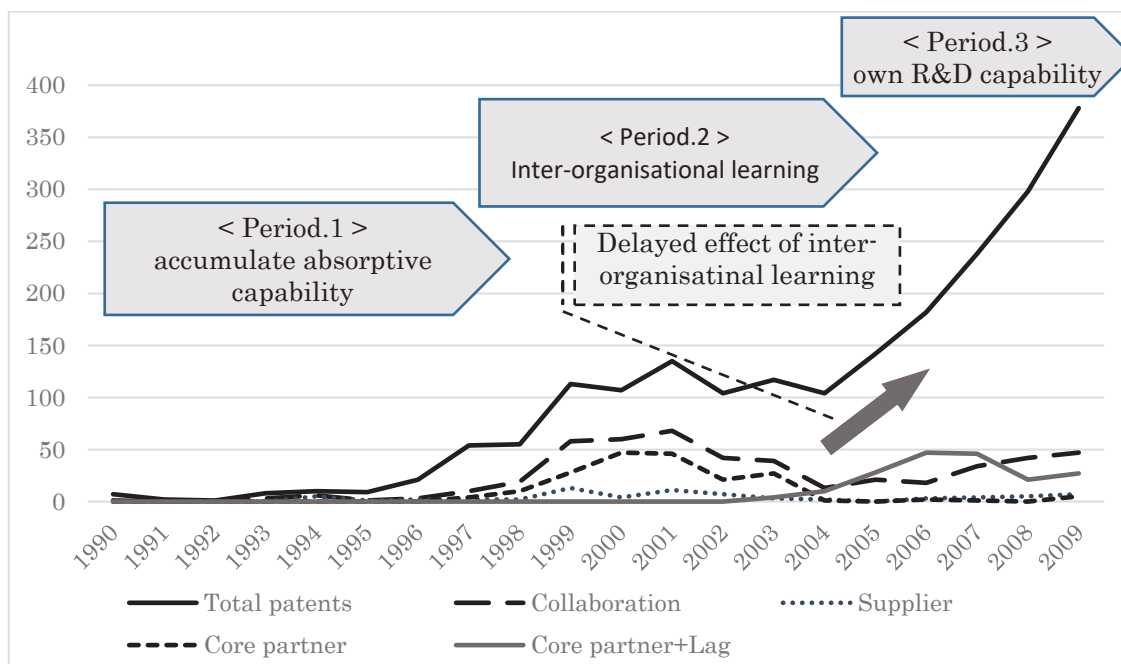 < Period.3 >
own R&D capability
< Period.2 >
Inter-organisational learning
< Period.1 >
accumulate absorptive
capability
Delayed effect of inter-
organisatinal learning
400
350
300
250
200
150
100
50
0
1990
1991
1992
1993
1994
1995
1996
1997
1998
1999
2000
2001
2002
2003
2004
2005
2006
2007
2008
2009
Total patents
Collaboration
Supplier
Core partner
Core partner+Lag